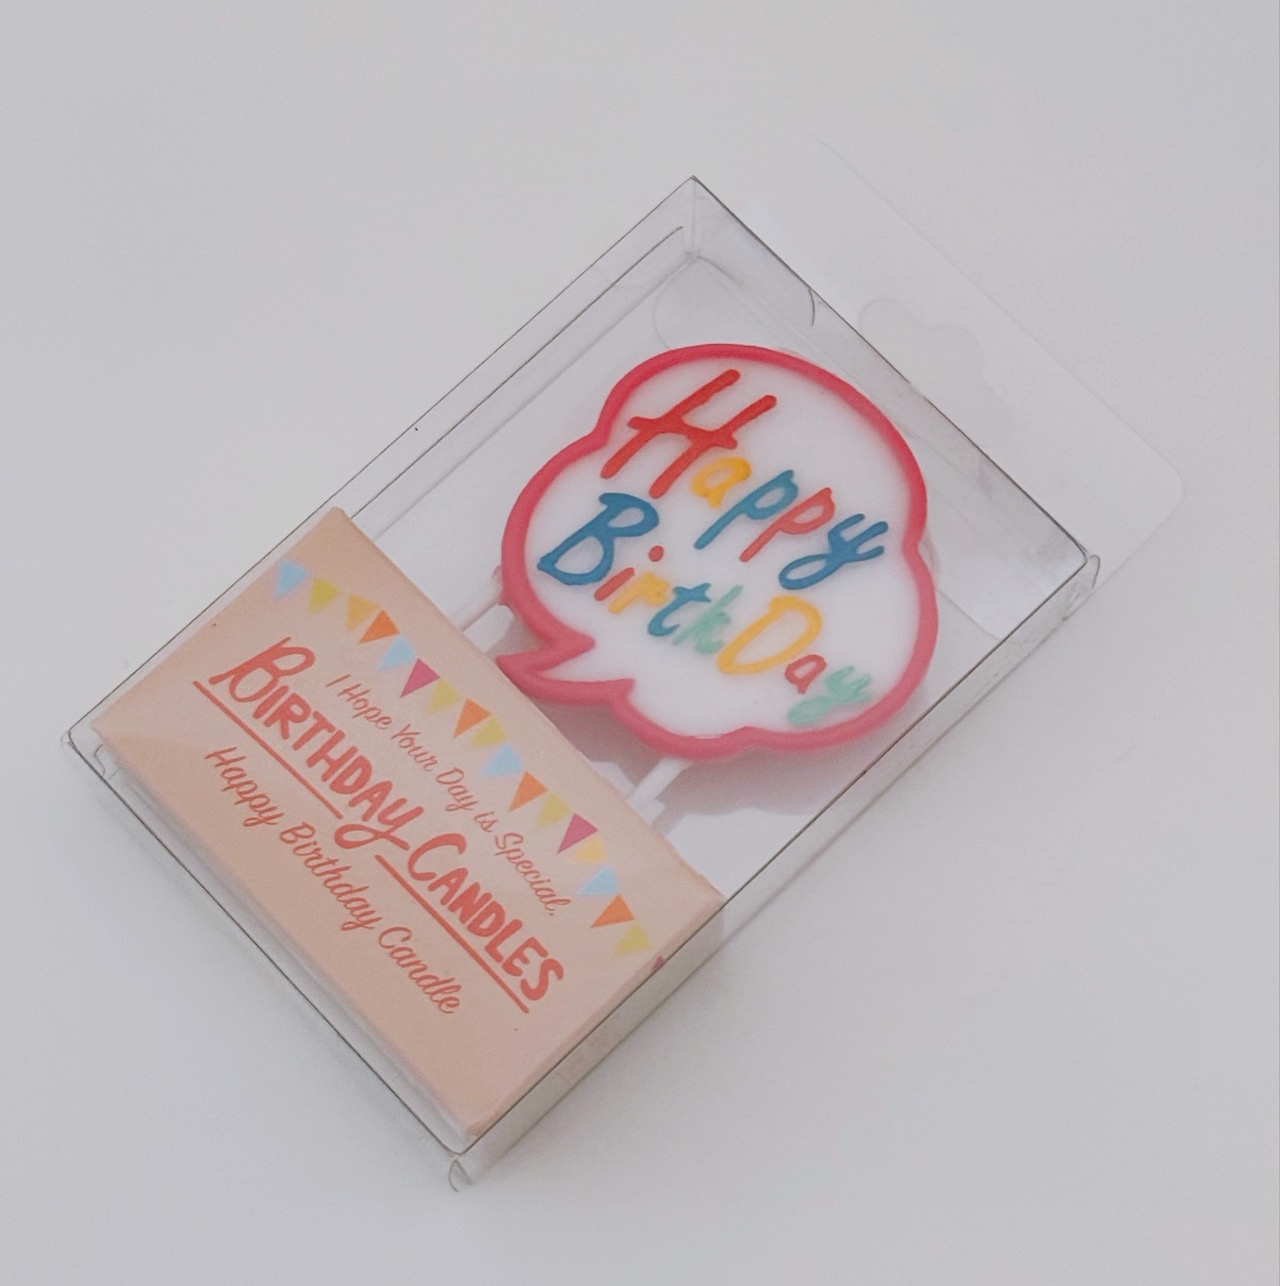 Happy
BirthDay
I Hope Your Day is Special.
BIRTHDAY CANDLES
Happy Birthday Candle